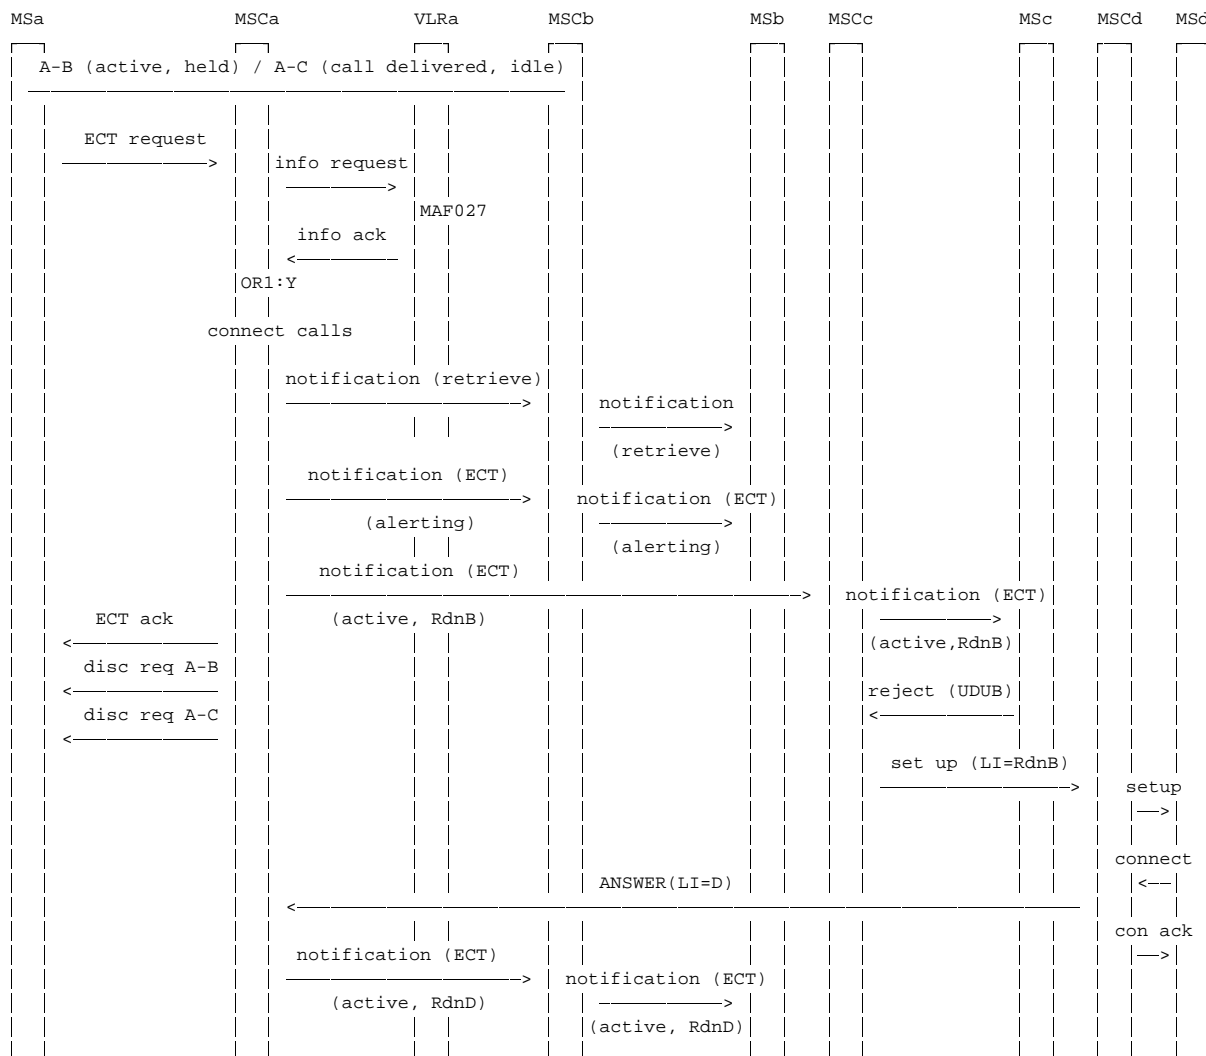 MSa MSCa VLRa MSCb MSb MSCc MSc MSCd MSd
A-B (active, held) / A-C (call delivered, idle)
ECT request
info request
MAF027
info ack
OR1:Y
connect calls
notification (retrieve)
notification
(retrieve)
notification (ECT)
notification (ECT)
(alerting)
(alerting)
notification (ECT)
notification (ECT)
ECT ack (active, RdnB)
(active,RdnB)
disc req A-B
reject (UDUB)
disc req A-C
set up (LI=RdnB)
setup
connect
ANSWER(LI=D)
con ack
notification (ECT)
notification (ECT)
(active, RdnD)
(active, RdnD)